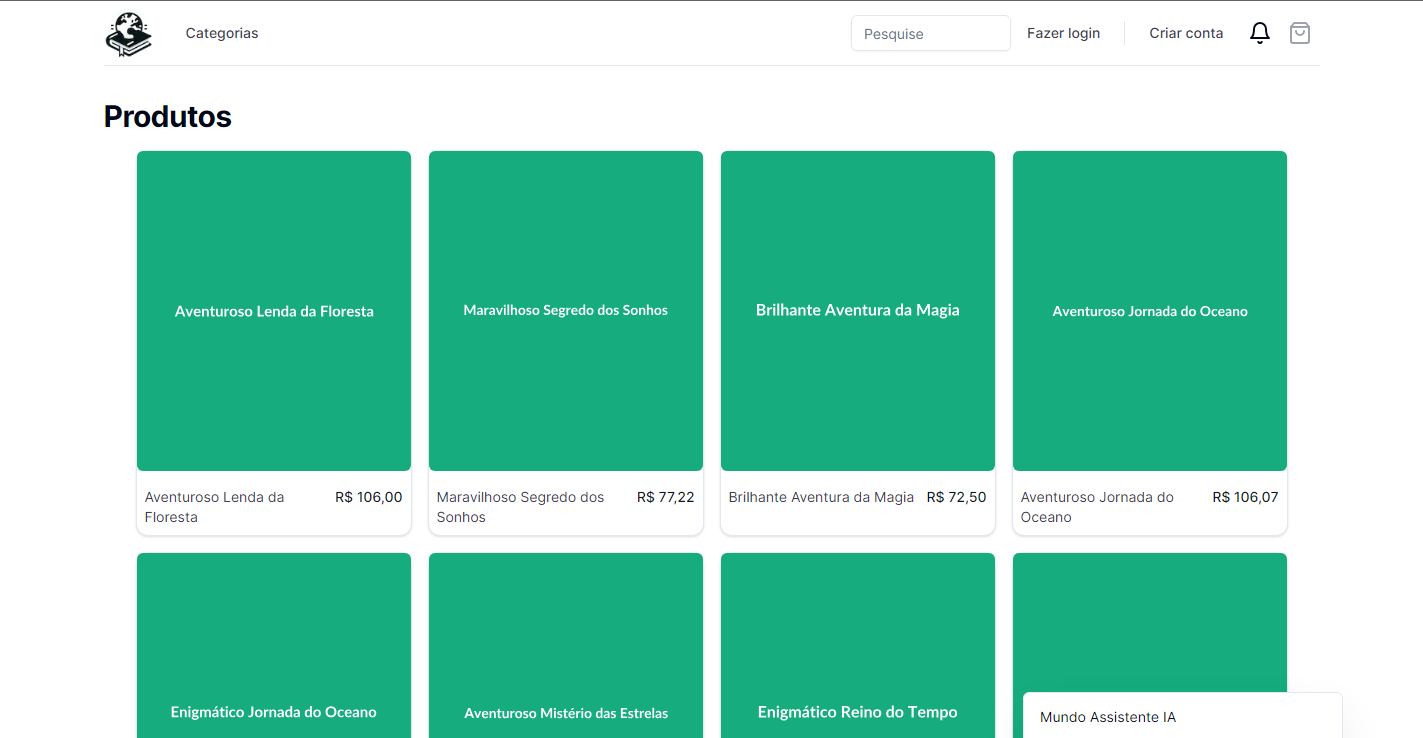 Categorias
Pesquise
Fazer login
Criar conta
Produtos
Aventuroso Lenda da Floresta
Maravilhoso Segredo dos Sonhos
Brilhante Aventura da Magia
Aventuroso Jornada do Oceano
Aventuroso Lenda da
Floresta
R$ 106,00
Maravilhoso Segredo dos
Sonhos
R$ 77,22
Brilhante Aventura da Magia
R$ 72,50
Aventuroso Jornada do
Oceano
R$ 106,07
Enigmático Jornada do Oceano
Aventuroso Mistério das Estrelas
Enigmático Reino do Tempo
Mundo Assistente IA